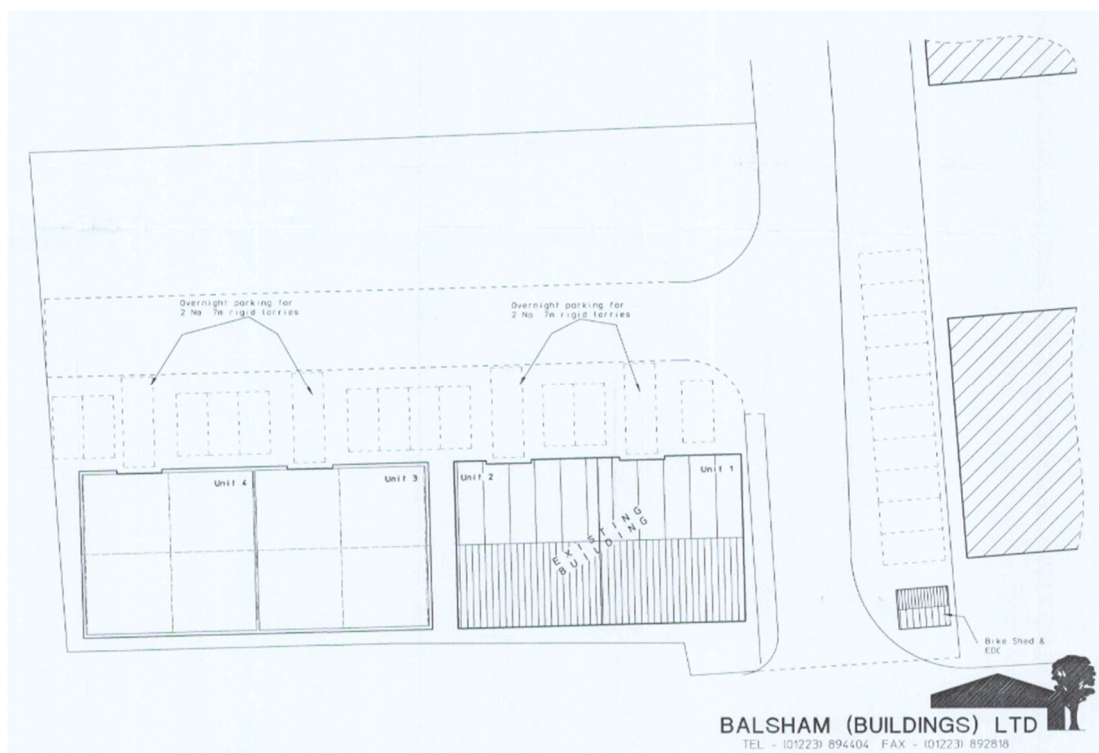 Overnight parking for
2 No 7m rigid lorries
Overnight parking for
2 No 7m rigid lorries
Unit 4
Unit 3
Unit 2
Unit 1
EXISTING
BUILDING
Bike Shed &
EDC
BALSHAM (BUILDINGS) LTD
TEL - (01223) 894404 FAX - (01223) 892818